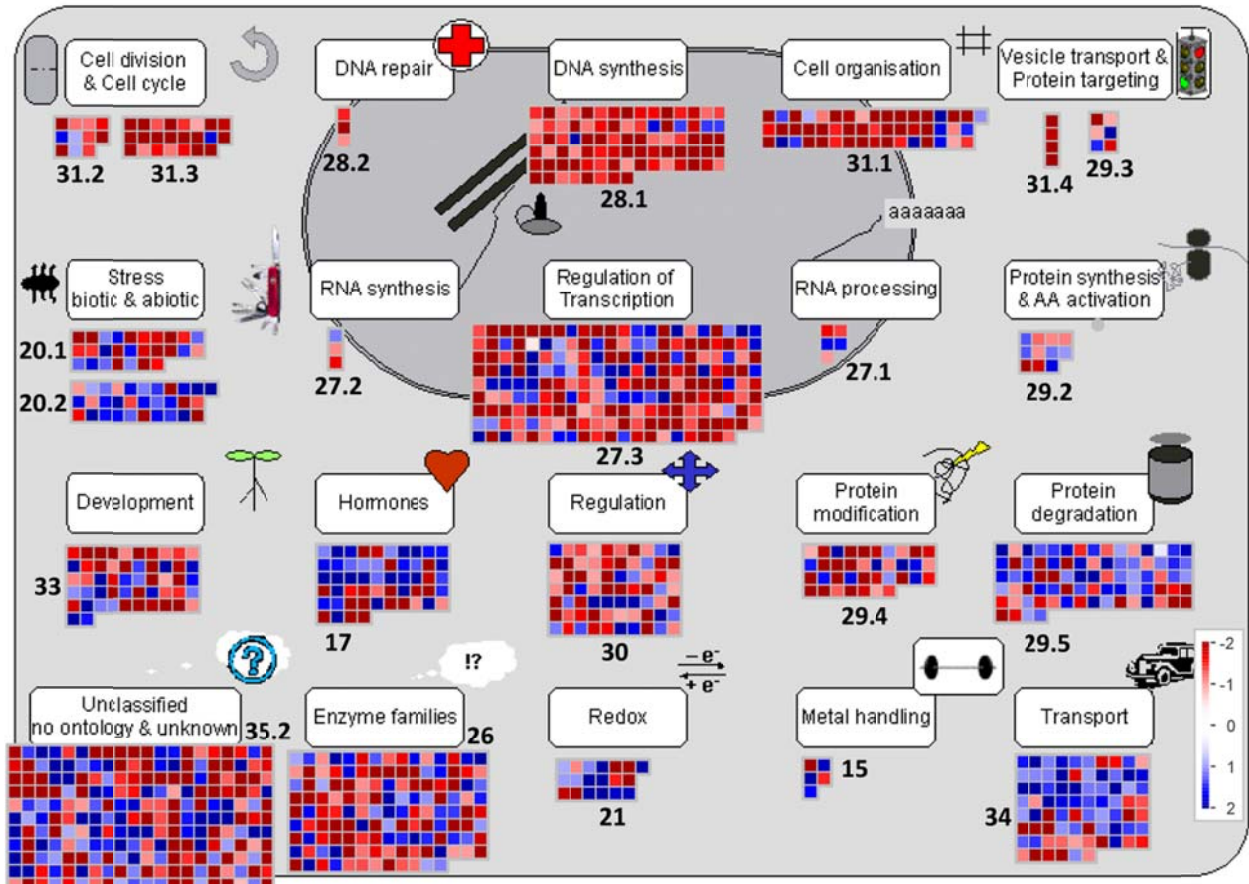 Cell division
& Cell cycle
DNA repair
DNA synthesis
Cell organisation
Vesicle transport &
Protein targeting
31.2
31.3
28.2
28.1
31.1
31.4
29.3
aaaaaaa
Stress
biotic & abiotic
RNA synthesis
Regulation of
Transcription
RNA processing
Protein synthesis
& AA activation
20.1
20.2
27.2
27.3
27.1
29.2
Development
Hormones
Regulation
Protein
modification
Protein
degradation
33
17
30
29.4
29.5
?
!?
– e-
+ e-
Unclassified
no ontology & unknown
35.2
Enzyme families
26
Redox
Metal handling
Transport
21
15
34
-2
-1
0
1
2